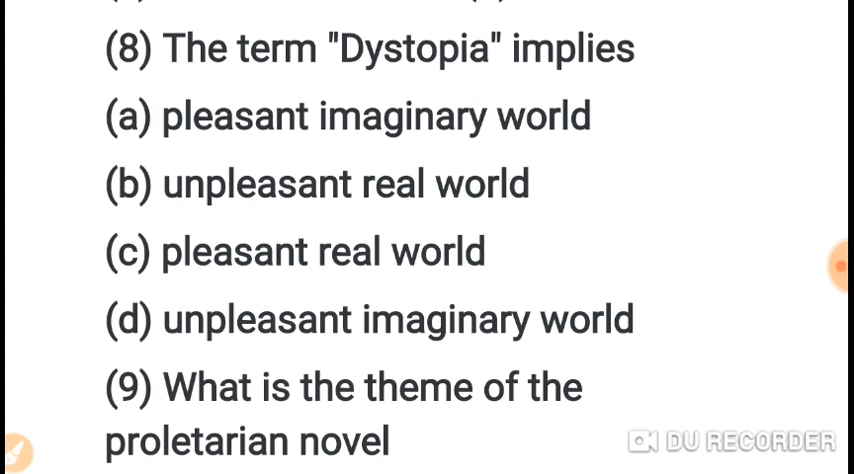 (8) The term "Dystopia" implies
(a) pleasant imaginary world
(b) unpleasant real world
(c) pleasant real world
(d) unpleasant imaginary world
(9) What is the theme of the
proletarian novel
DU RECORDER